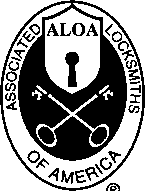 ASSOCIATED LOCKSMITHS
OF AMERICA
ALOA
©